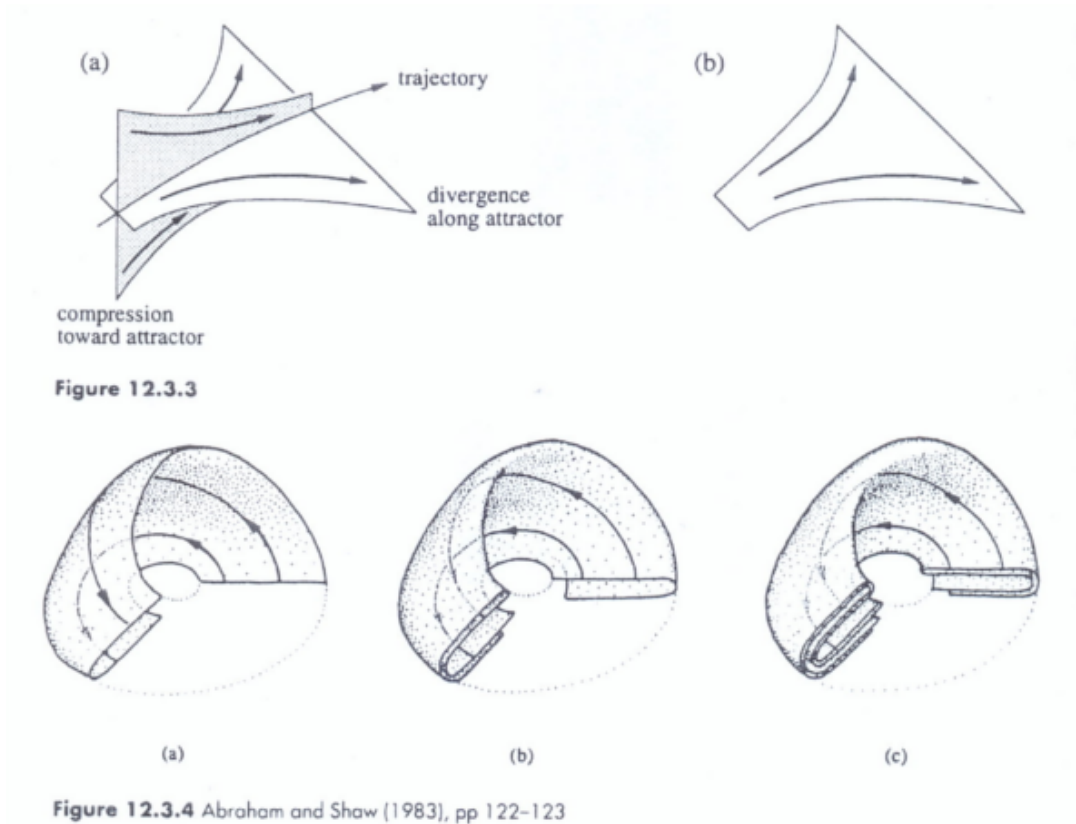 (a)
trajectory
divergence
along attractor
compression
toward attractor
(b)
Figure 12.3.3
(a)
(b)
(c)
Figure 12.3.4 Abraham and Shaw (1983), pp 122–123